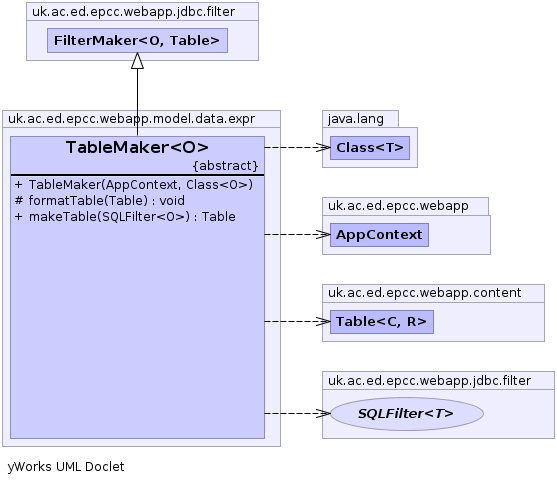 uk.ac.ed.epcc.webapp.jdbc.filter
FilterMaker<O, Table>
uk.ac.ed.epcc.webapp.model.data.expr
TableMaker<O>
{abstract}
+ TableMaker(AppContext, Class<O>)
# formatTable(Table) : void
+ makeTable(SQLFilter<O>) : Table
java.lang
Class<T>
uk.ac.ed.epcc.webapp
AppContext
uk.ac.ed.epcc.webapp.content
Table<C, R>
uk.ac.ed.epcc.webapp.jdbc.filter
SQLFilter<T>
yWorks UML Doclet